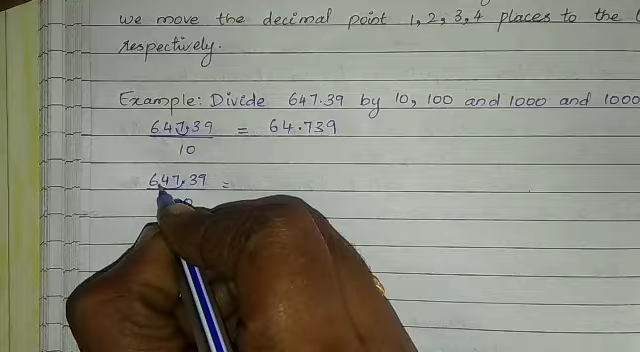 we move the decimal point 1, 2, 3, 4 places to the
respectively.
Example: Divide 647.39 by 10, 100 and 1000 and 1000
647.39 = 64.739
10
647.39 =